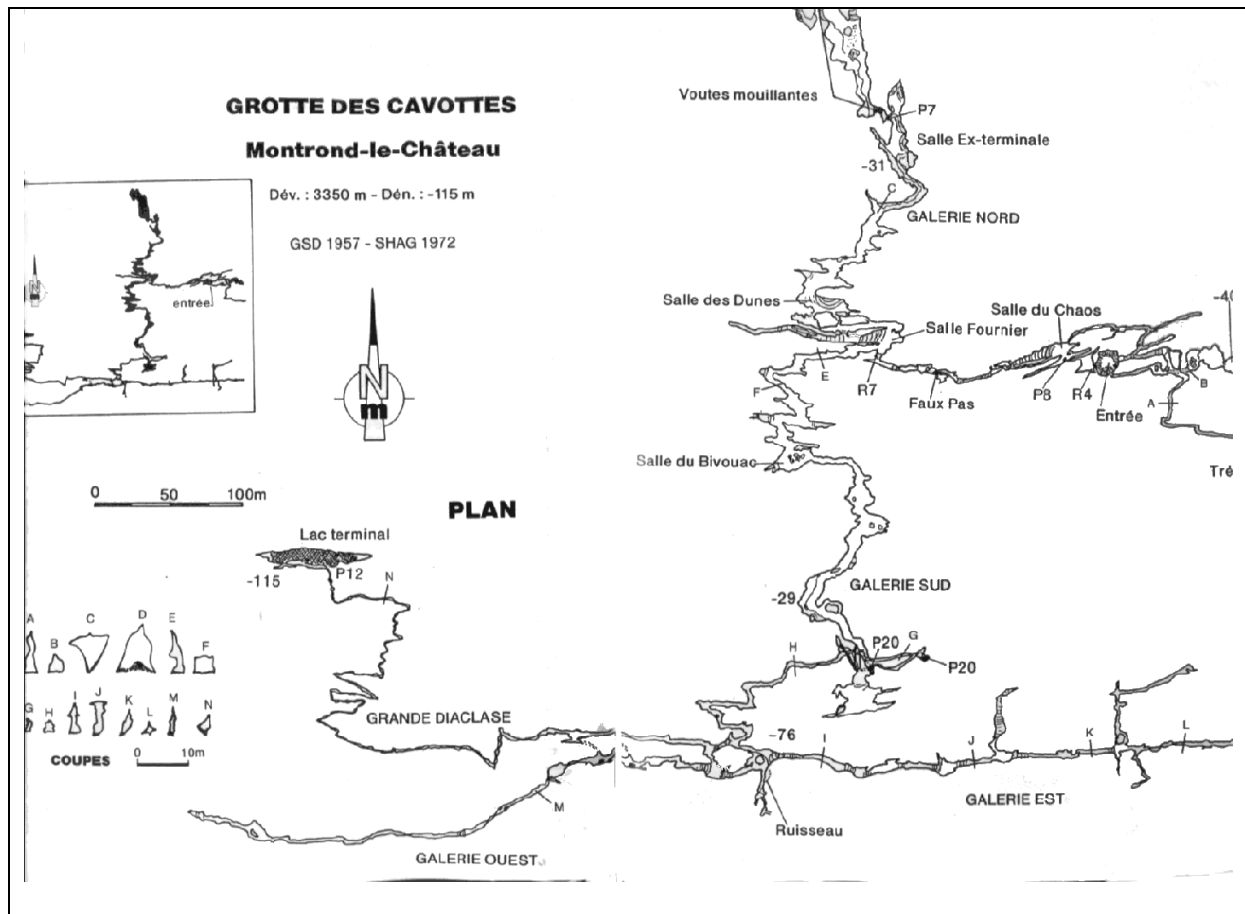 GROTTE DES CAVOTTES
Montrond-le-Château
Dév. : 3350 m - Dén. : -115 m
GSD 1957 - SHAG 1972
entrée
N
m
0 50 100m
PLAN
Voutes mouillantes
P7
Salle Ex-terminale
-31
C
GALERIE NORD
Salle des Dunes
Salle du Chaos
-40
Salle Fournier
E
F
R7
Faux Pas
P8
R4
Entrée
A
B
Salle du Bivouac
Tré
Lac terminal
-115
P12
N
GALERIE SUD
-29
H
P20
G
P20
A B C D E F
G H I J K L M N
COUPES
0 10m
GRANDE DIACLASE
-76
I
J
K
L
M
GALERIE EST
Ruisseau
GALERIE OUEST